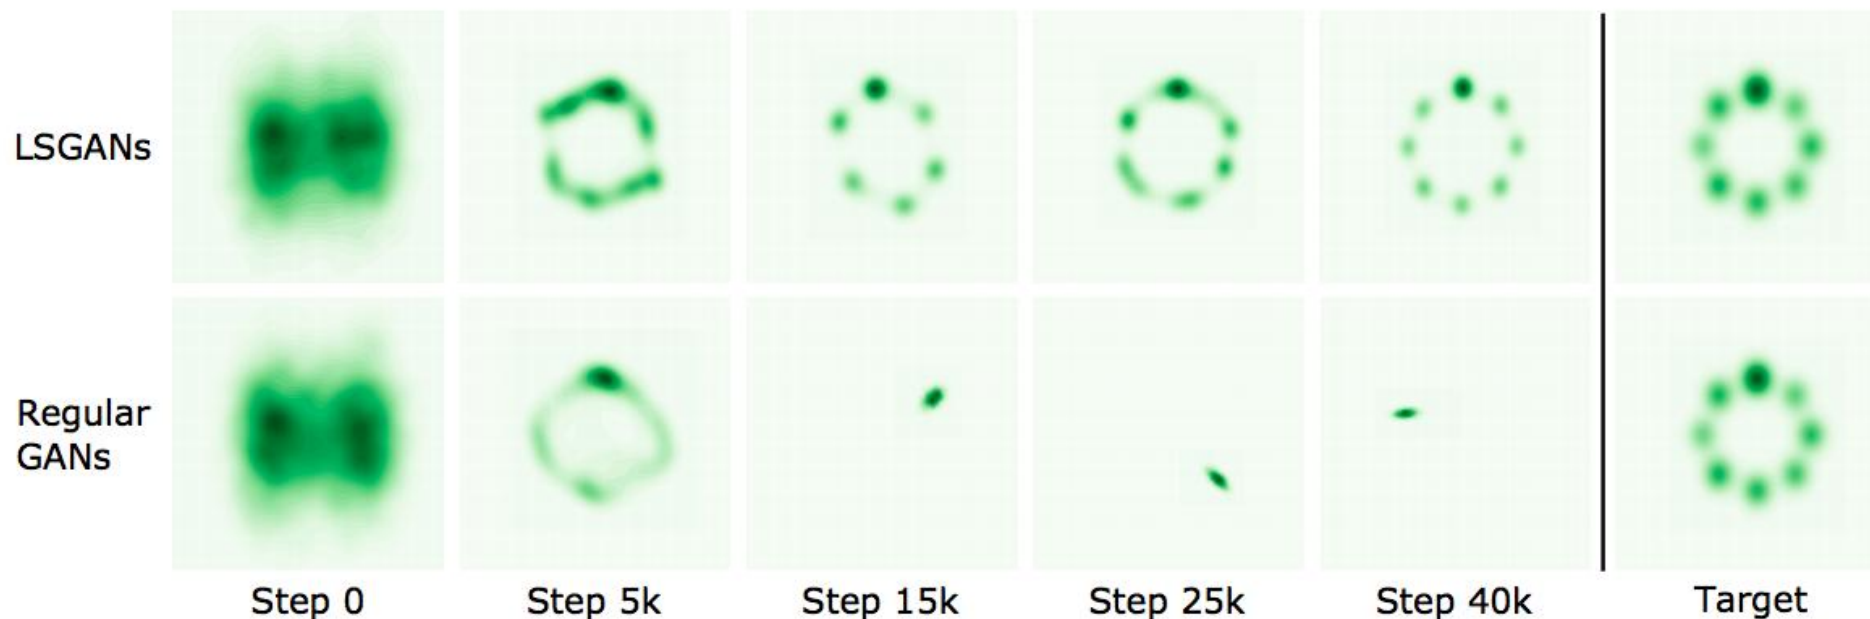 LSGANs
Regular
GANs
Step 0
Step 5k
Step 15k
Step 25k
Step 40k
Target